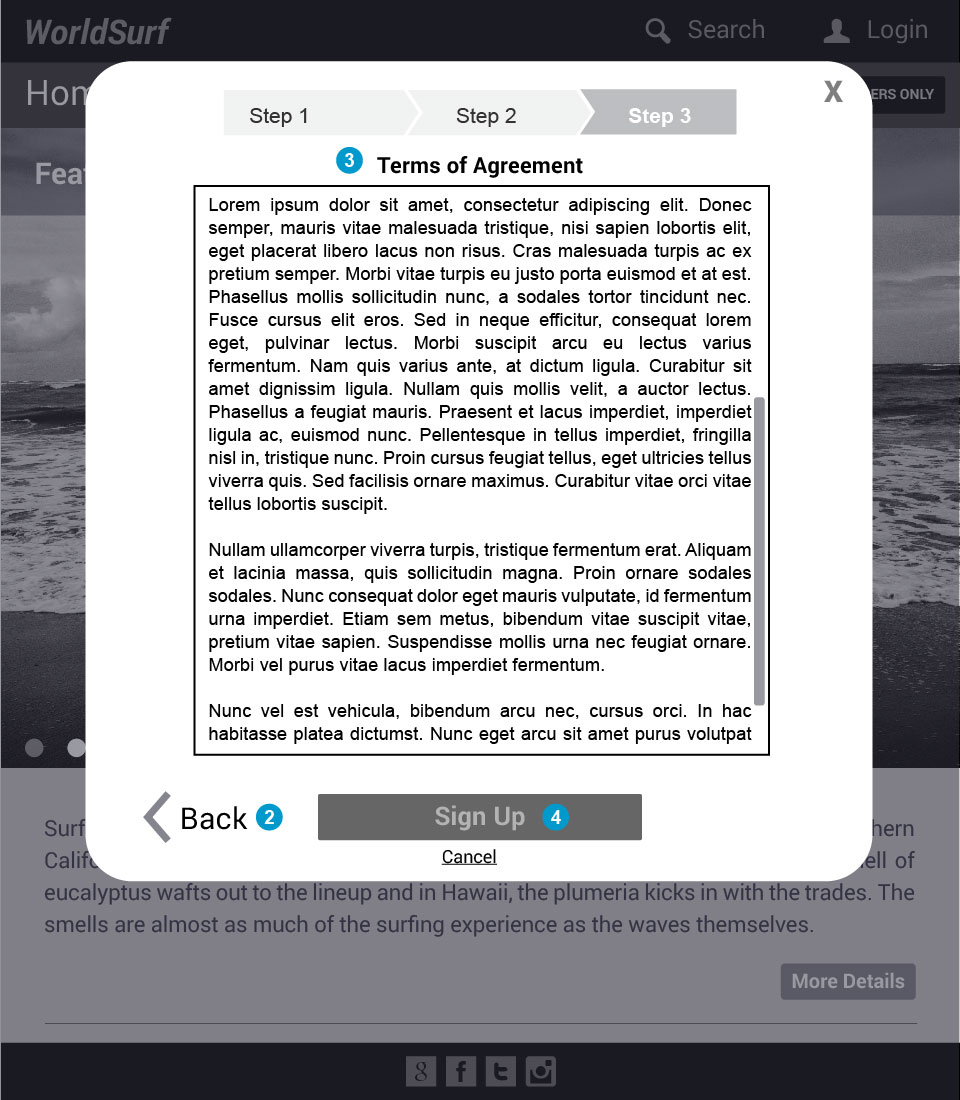 WorldSurf
Search
Login
Hom
ERS ONLY
X
Step 1
Step 2
Step 3
Feat
3 Terms of Agreement
Lorem ipsum dolor sit amet, consectetur adipiscing elit. Donec
semper, mauris vitae malesuada tristique, nisi sapien lobortis elit,
eget placerat libero lacus non risus. Cras malesuada turpis ac ex
pretium semper. Morbi vitae turpis eu justo porta euismod et at est.
Phasellus mollis sollicitudin nunc, a sodales tortor tincidunt nec.
Fusce cursus elit eros. Sed in neque efficitur, consequat lorem
eget, pulvinar lectus. Morbi suscipit arcu eu lectus varius
fermentum. Nam quis varius ante, at dictum ligula. Curabitur sit
amet dignissim ligula. Nullam quis mollis velit, a auctor lectus.
Phasellus a feugiat mauris. Praesent et lacus imperdiet, imperdiet
ligula ac, euismod nunc. Pellentesque in tellus imperdiet, fringilla
nisl in, tristique nunc. Proin cursus feugiat tellus, eget ultricies tellus
viverra quis. Sed facilisis ornare maximus. Curabitur vitae orci vitae
tellus lobortis suscipit.
Nullam ullamcorper viverra turpis, tristique fermentum erat. Aliquam
et lacinia massa, quis sollicitudin magna. Proin ornare sodales
sodales. Nunc consequat dolor eget mauris vulputate, id fermentum
urna imperdiet. Etiam sem metus, bibendum vitae suscipit vitae,
pretium vitae sapien. Suspendisse mollis urna nec feugiat ornare.
Morbi vel purus vitae lacus imperdiet fermentum.
Nunc vel est vehicula, bibendum arcu nec, cursus orci. In hac
habitasse platea dictumst. Nunc eget arcu sit amet purus volutpat
Back 2
Sign Up 4
Cancel
Surf hern
Califo ell of
eucalyptus wafts out to the lineup and in Hawaii, the plumeria kicks in with the trades. The
smells are almost as much of the surfing experience as the waves themselves.
More Details